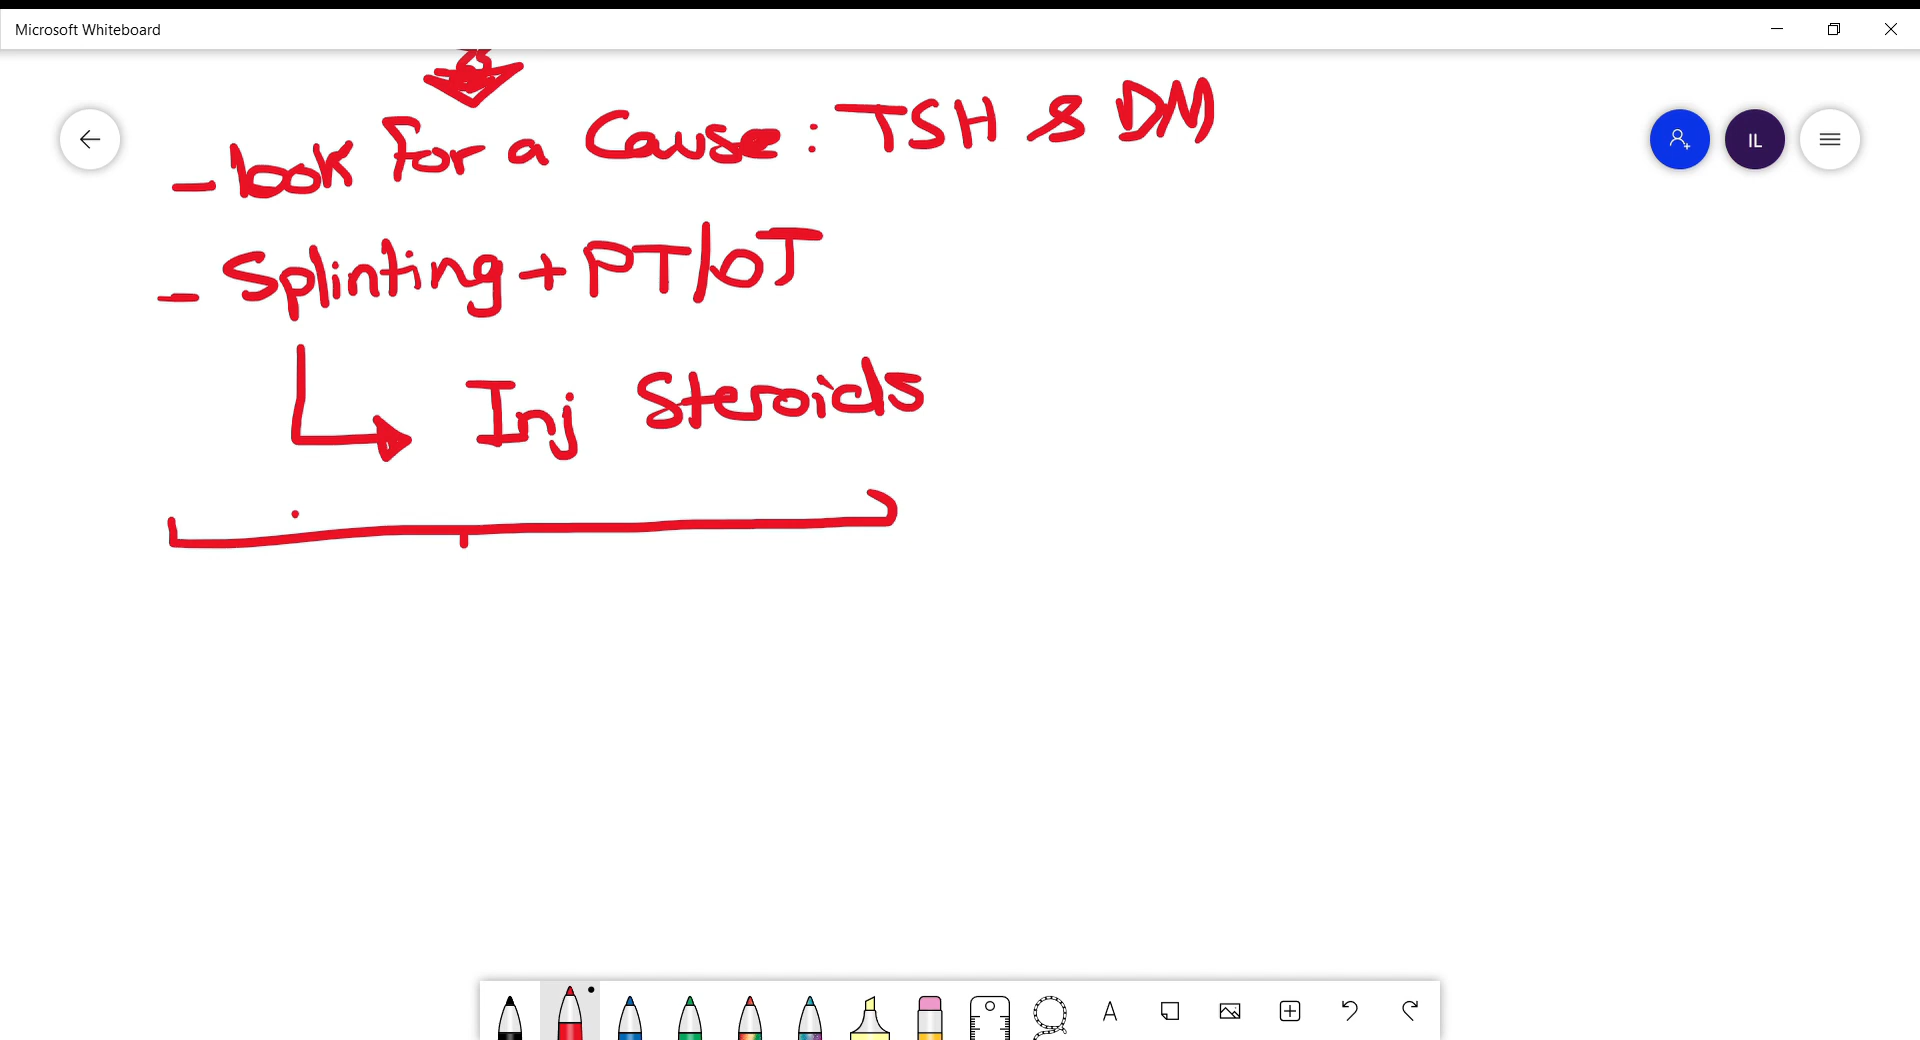 Microsoft Whiteboard
- look for a Cause : TSH & DM
IL
- Splinting + PT/OT
Inj Steroids
A